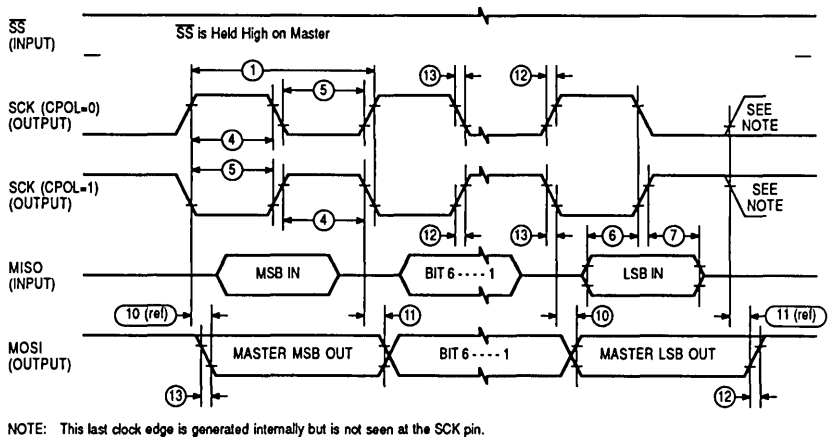 SS
(INPUT)
SS is Held High on Master
1
13
12
5
SCK (CPOL=0)
(OUTPUT)
SEE
NOTE
4
5
SCK (CPOL=1)
(OUTPUT)
SEE
NOTE
4
12
13
6
7
MISO
(INPUT)
MSB IN
BIT 6 - - - - 1
LSB IN
10 (ref)
11
10
11 (ref)
MOSI
(OUTPUT)
MASTER MSB OUT
BIT 6 - - - - 1
MASTER LSB OUT
13
12
NOTE: This last clock edge is generated internally but is not seen at the SCK pin.